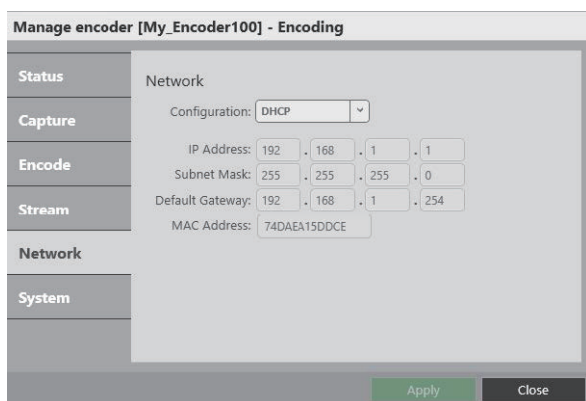 Manage encoder [My_Encoder100] - Encoding
Status
Capture
Encode
Stream
Network
System
Network
Configuration: DHCP
IP Address: 192 . 168 . 1 . 1
Subnet Mask: 255 . 255 . 255 . 0
Default Gateway: 192 . 168 . 1 . 254
MAC Address: 74DAEA15DDCE
Apply Close